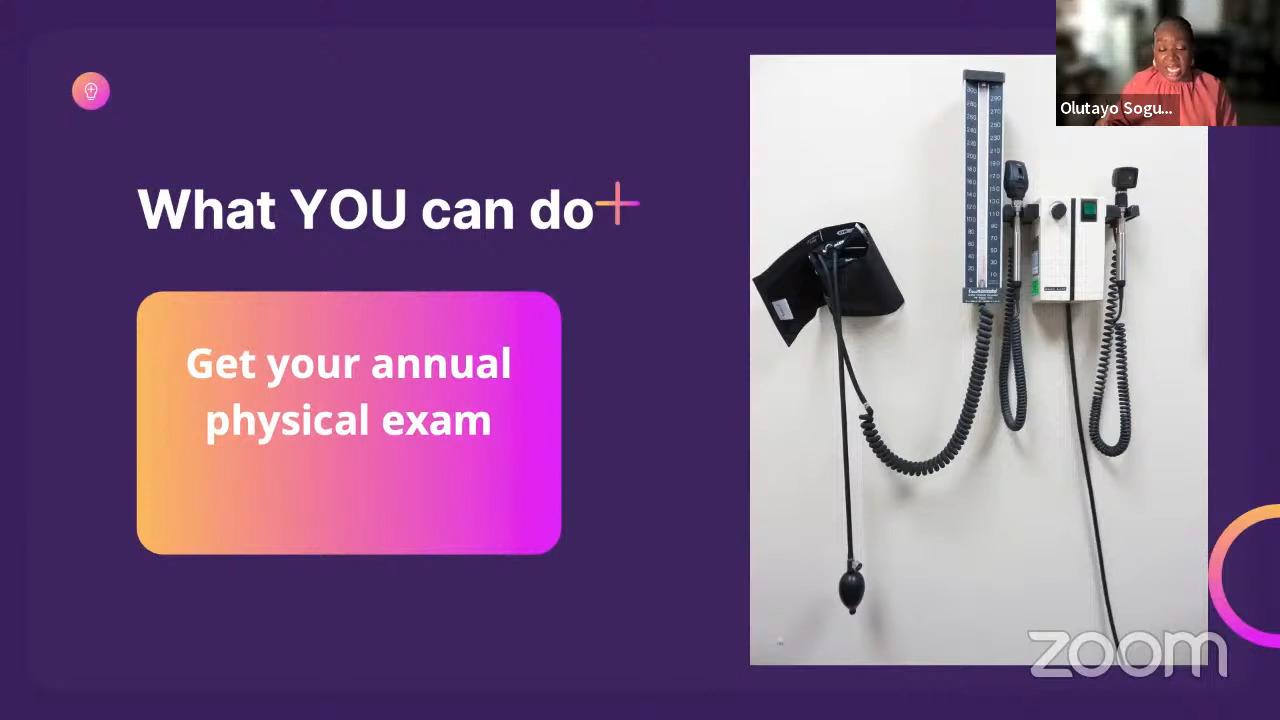 What YOU can do
Get your annual
physical exam
Olutayo Sogu...
zoom